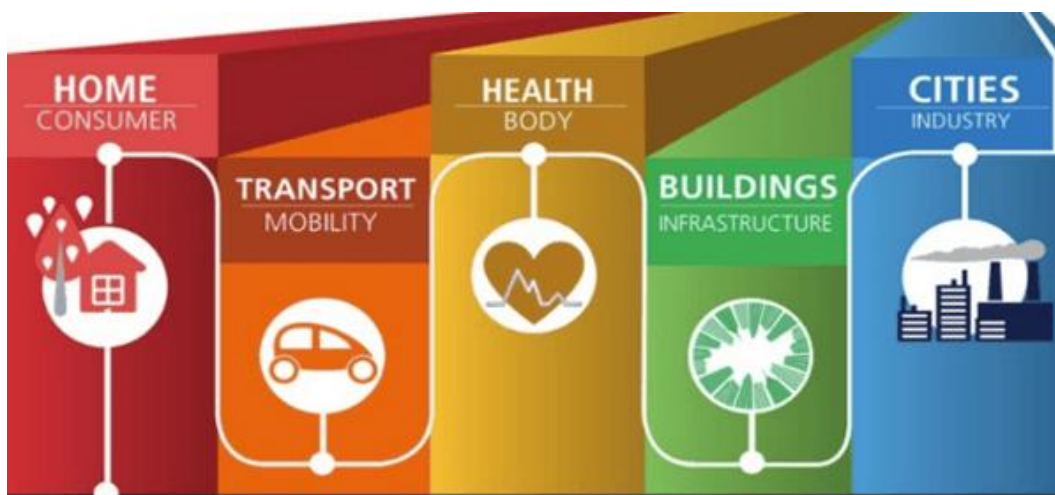 HOME
CONSUMER
TRANSPORT
MOBILITY
HEALTH
BODY
BUILDINGS
INFRASTRUCTURE
CITIES
INDUSTRY